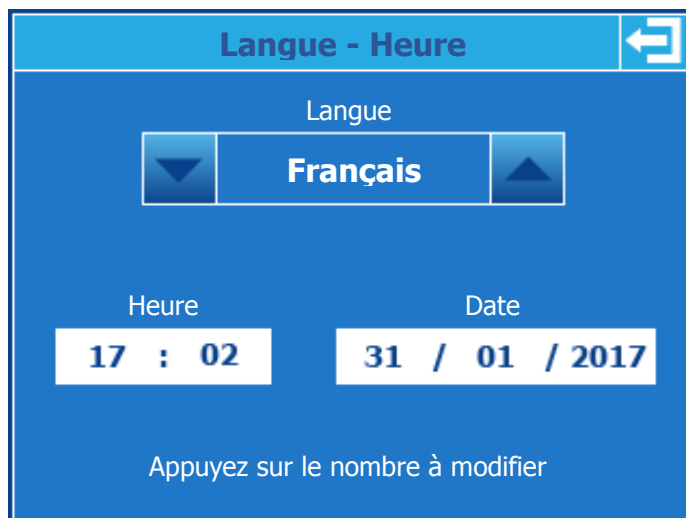 Langue - Heure
Langue
Français
Heure Date
17 : 02 31 / 01 / 2017
Appuyez sur le nombre à modifier